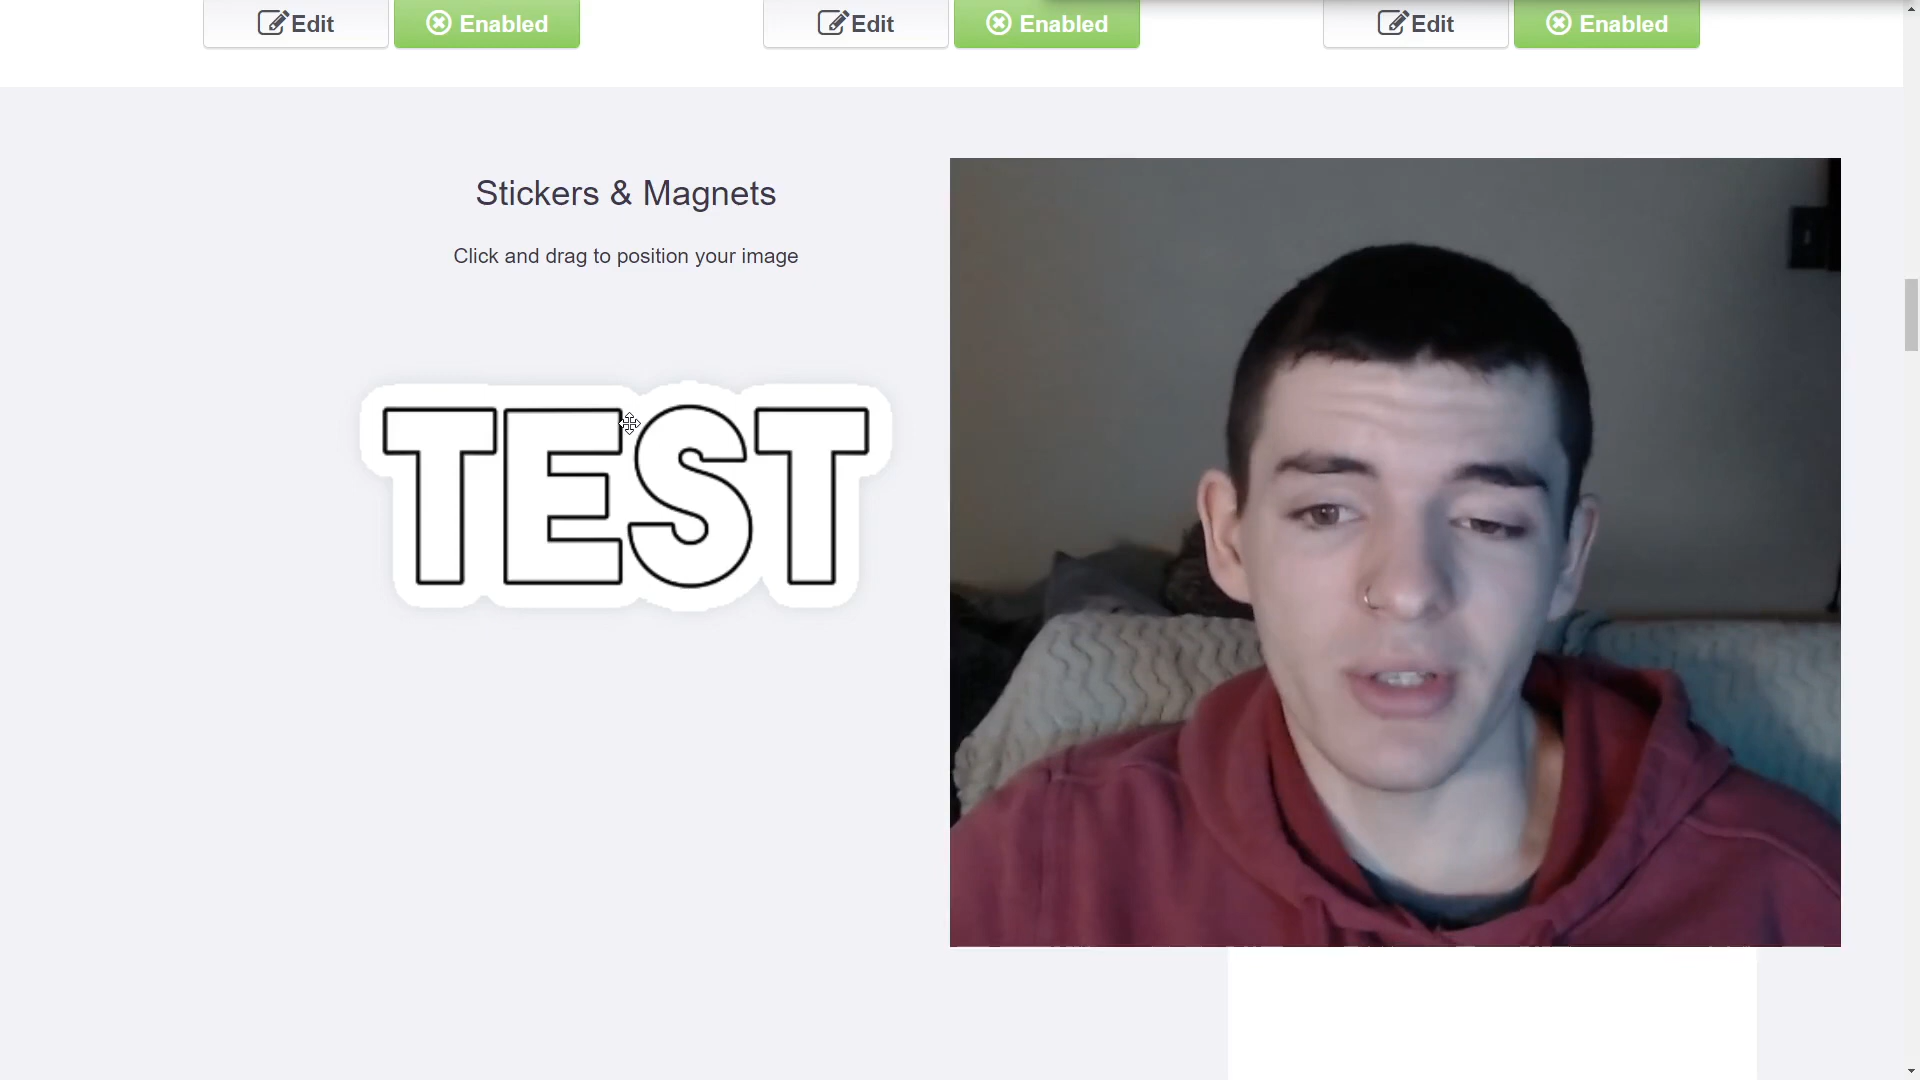 Edit Enabled Edit Enabled Edit Enabled
Stickers & Magnets
Click and drag to position your image
TEST